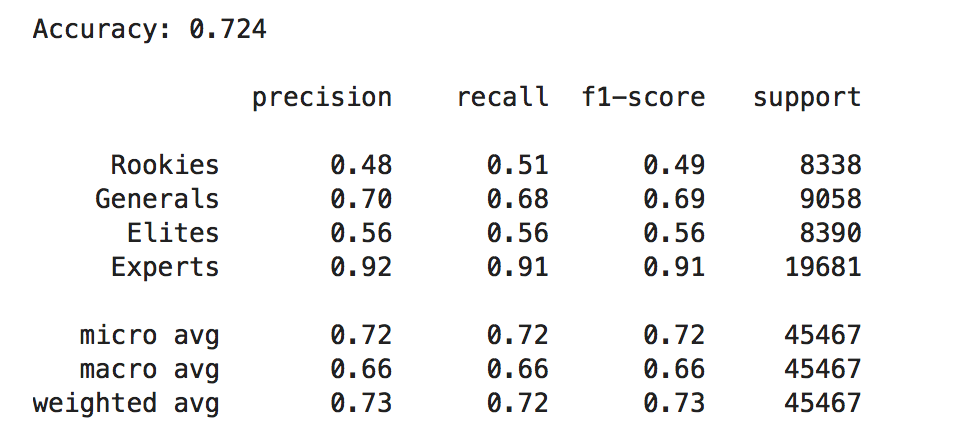 Accuracy: 0.724
precision recall f1-score support
Rookies 0.48 0.51 0.49 8338
Generals 0.70 0.68 0.69 9058
Elites 0.56 0.56 0.56 8390
Experts 0.92 0.91 0.91 19681
micro avg 0.72 0.72 0.72 45467
macro avg 0.66 0.66 0.66 45467
weighted avg 0.73 0.72 0.73 45467